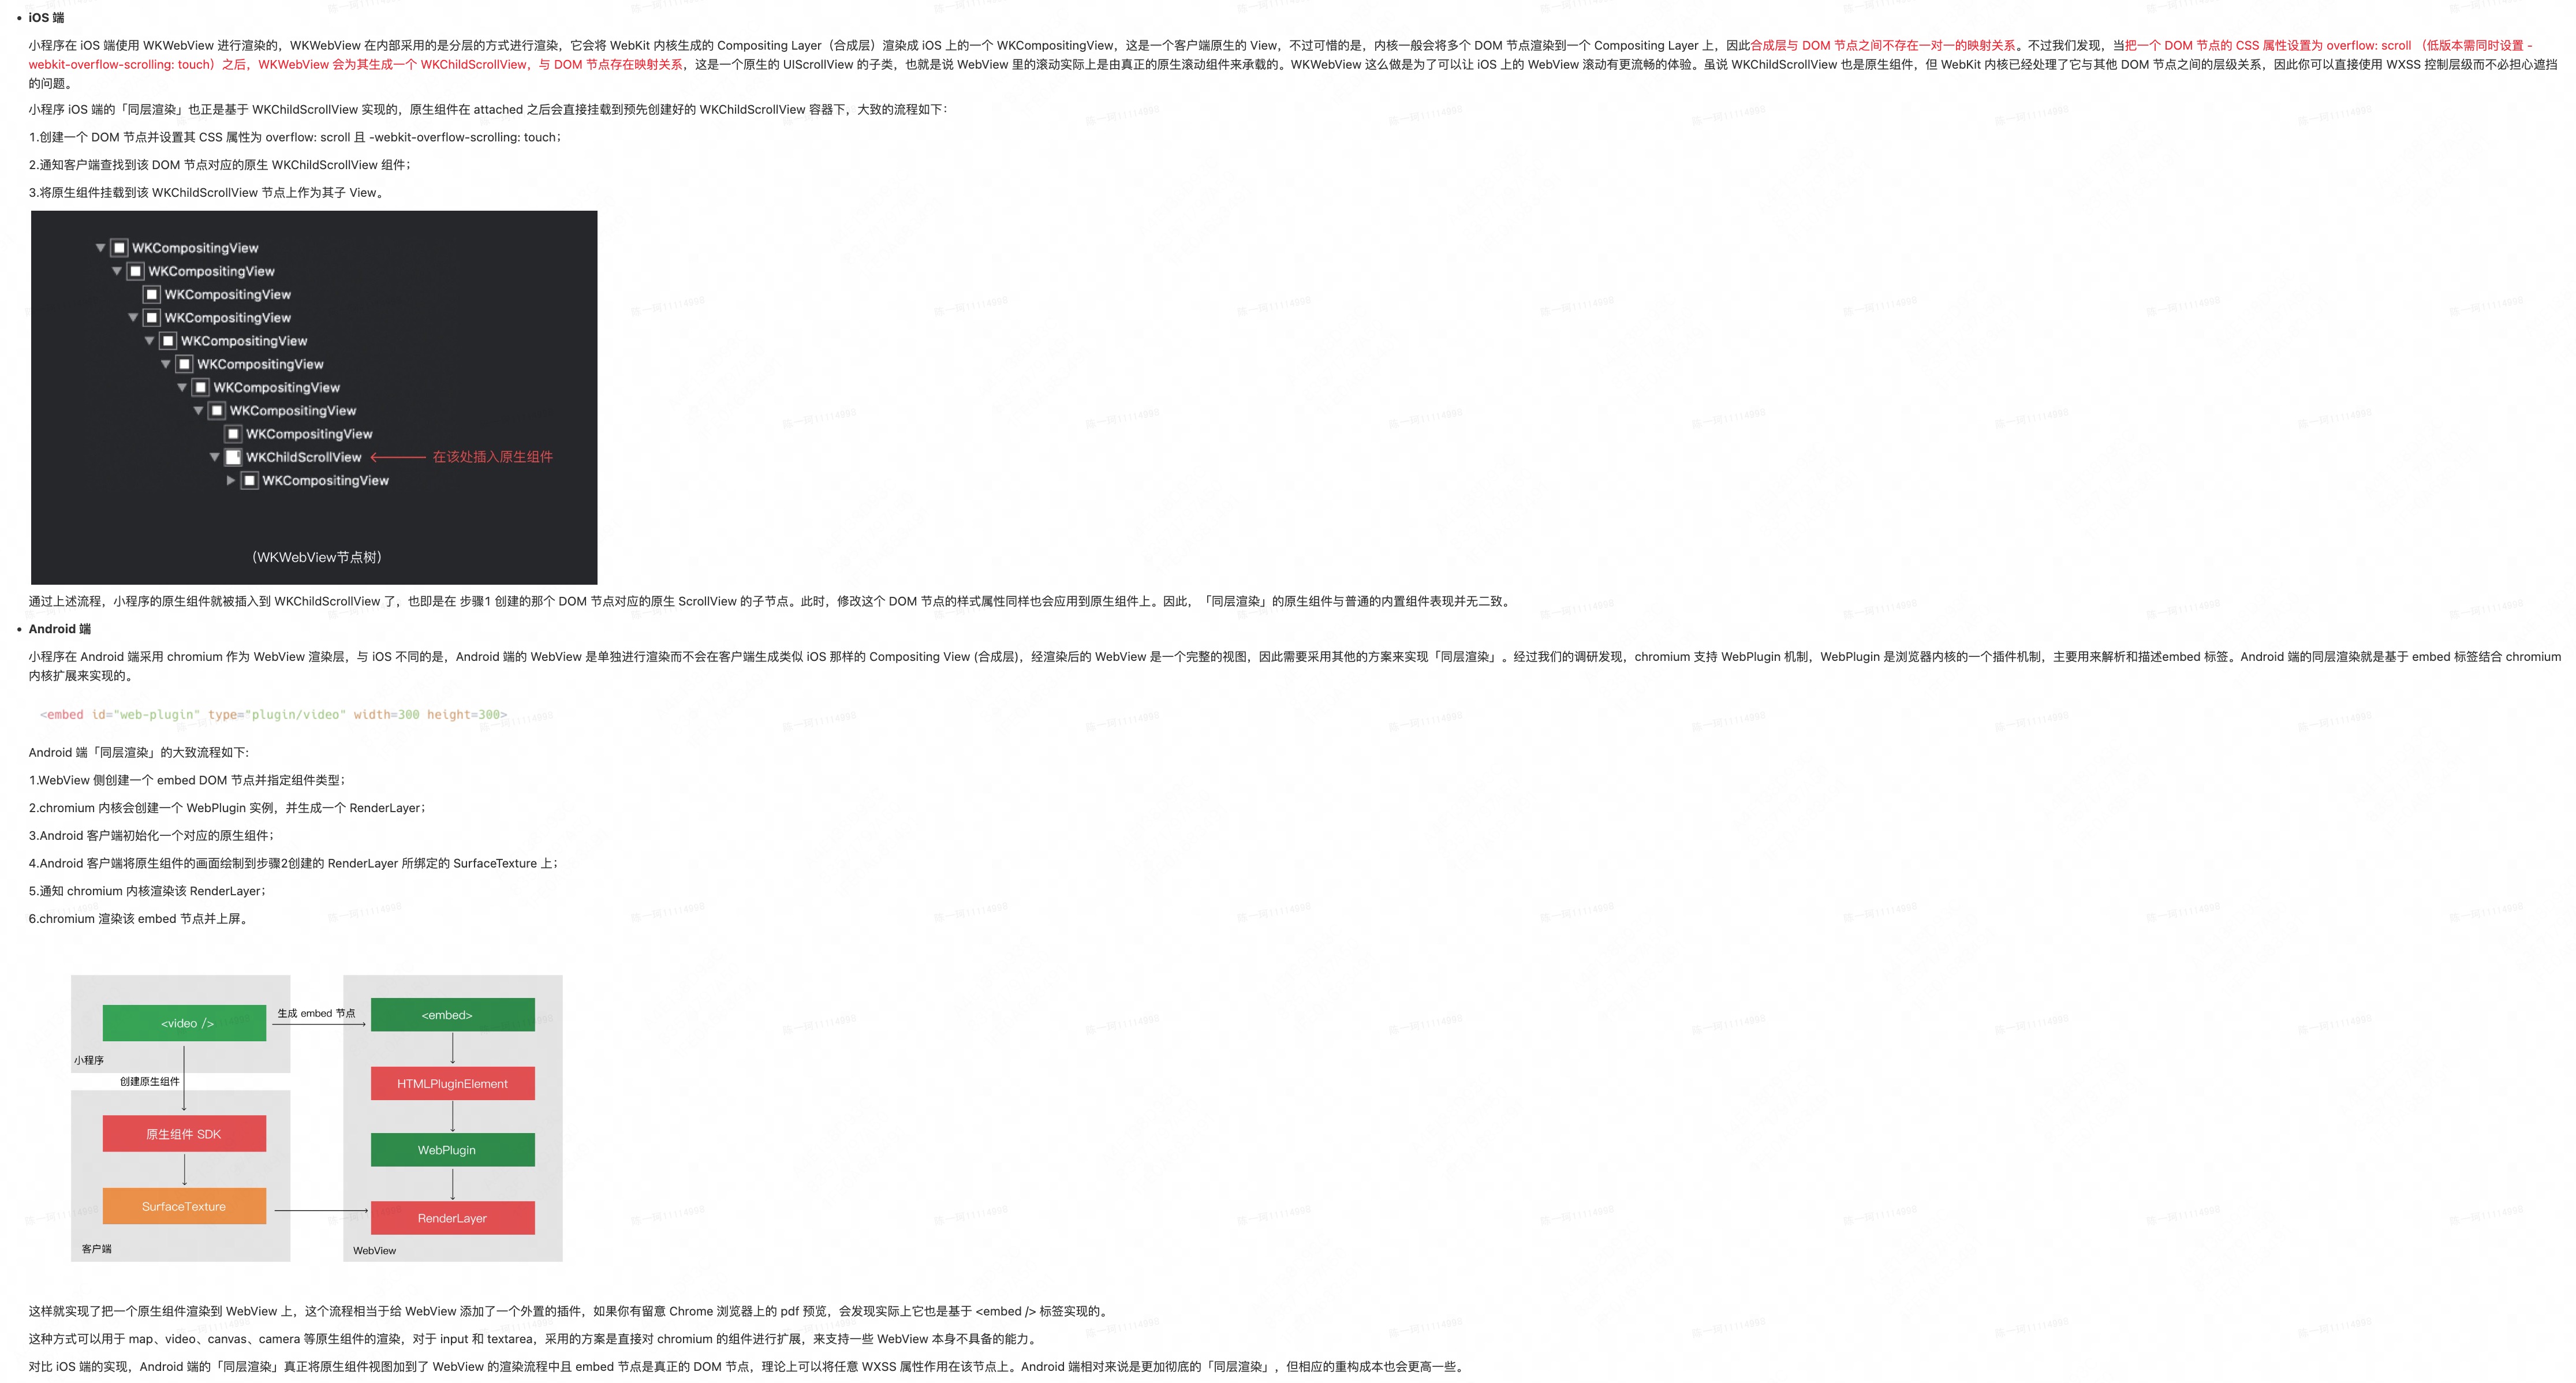 iOS 端
小程序在 iOS 端使用 WKWebView 进行渲染的，WKWebView 在内部采用的是分层的方式进行渲染，它会将 WebKit 内核生成的 Compositing Layer（合成层）渲染成 iOS 上的一个 WKCompositingView，这是一个客户端原生的 View，不过可惜的是，内核一般会将多个 DOM 节点渲染到一个 Compositing Layer 上，因此合成层与 DOM 节点之间不存在一对一的映射关系。不过我们发现，当把一个 DOM 节点的 CSS 属性设置为 overflow: scroll （低版本需同时设置 -
webkit-overflow-scrolling: touch）之后，WKWebView 会为其生成一个 WKChildScrollView，与 DOM 节点存在映射关系，这是一个原生的 UIScrollView 的子类，也就是说 WebView 里的滚动实际上是由真正的原生滚动组件来承载的。WKWebView 这么做是为了可以让 iOS 上的 WebView 滚动有更流畅的体验。虽说 WKChildScrollView 也是原生组件，但 WebKit 内核已经处理了它与其他 DOM 节点之间的层级关系，因此你可以直接使用 WXSS 控制层级而不必担心遮挡
的问题。
小程序 iOS 端的「同层渲染」也正是基于 WKChildScrollView 实现的，原生组件在 attached 之后会直接挂载到预先创建好的 WKChildScrollView 容器下，大致的流程如下：
1.创建一个 DOM 节点并设置其 CSS 属性为 overflow: scroll 且 -webkit-overflow-scrolling: touch；
2.通知客户端查找到该 DOM 节点对应的原生 WKChildScrollView 组件；
3.将原生组件挂载到该 WKChildScrollView 节点上作为其子 View。
WKCompositingView
WKCompositingView
WKCompositingView
WKCompositingView
WKCompositingView
WKCompositingView
WKCompositingView
WKCompositingView
WKCompositingView
WKChildScrollView 在该处插入原生组件
WKCompositingView
（WKWebView节点树）
通过上述流程，小程序的原生组件就被插入到 WKChildScrollView 了，也即是在 步骤1 创建的那个 DOM 节点对应的原生 ScrollView 的子节点。此时，修改这个 DOM 节点的样式属性同样也会应用到原生组件上。因此，「同层渲染」的原生组件与普通的内置组件表现并无二致。
Android 端
小程序在 Android 端采用 chromium 作为 WebView 渲染层，与 iOS 不同的是，Android 端的 WebView 是单独进行渲染而不会在客户端生成类似 iOS 那样的 Compositing View (合成层)，经渲染后的 WebView 是一个完整的视图，因此需要采用其他的方案来实现「同层渲染」。经过我们的调研发现，chromium 支持 WebPlugin 机制，WebPlugin 是浏览器内核的一个插件机制，主要用来解析和描述embed 标签。Android 端的同层渲染就是基于 embed 标签结合 chromium
内核扩展来实现的。
<embed id="web-plugin" type="plugin/video" width=300 height=300>
Android 端「同层渲染」的大致流程如下:
1.WebView 侧创建一个 embed DOM 节点并指定组件类型；
2.chromium 内核会创建一个 WebPlugin 实例，并生成一个 RenderLayer；
3.Android 客户端初始化一个对应的原生组件；
4.Android 客户端将原生组件的画面绘制到步骤2创建的 RenderLayer 所绑定的 SurfaceTexture 上；
5.通知 chromium 内核渲染该 RenderLayer；
6.chromium 渲染该 embed 节点并上屏。
<video />
生成 embed 节点
<embed>
小程序
创建原生组件
HTMLPluginElement
原生组件 SDK
WebPlugin
SurfaceTexture
RenderLayer
客户端
WebView
这样就实现了把一个原生组件渲染到 WebView 上，这个流程相当于给 WebView 添加了一个外置的插件，如果你有留意 Chrome 浏览器上的 pdf 预览，会发现实际上它也是基于 <embed /> 标签实现的。
这种方式可以用于 map、video、canvas、camera 等原生组件的渲染，对于 input 和 textarea，采用的方案是直接对 chromium 的组件进行扩展，来支持一些 WebView 本身不具备的能力。
对比 iOS 端的实现，Android 端的「同层渲染」真正将原生组件视图加到了 WebView 的渲染流程中且 embed 节点是真正的 DOM 节点，理论上可以将任意 WXSS 属性作用在该节点上。Android 端相对来说是更加彻底的「同层渲染」，但相应的重构成本也会更高一些。